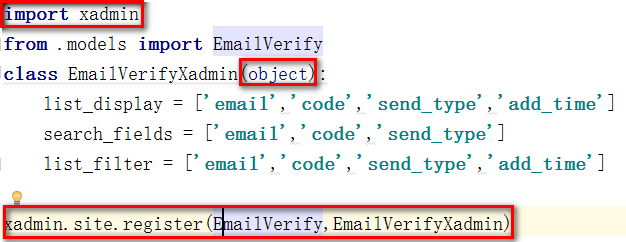 import xadmin
from .models import EmailVerify
class EmailVerifyXadmin(object):
    list_display = ['email','code','send_type','add_time']
    search_fields = ['email','code','send_type']
    list_filter = ['email','code','send_type','add_time']
xadmin.site.register(EmailVerify,EmailVerifyXadmin)